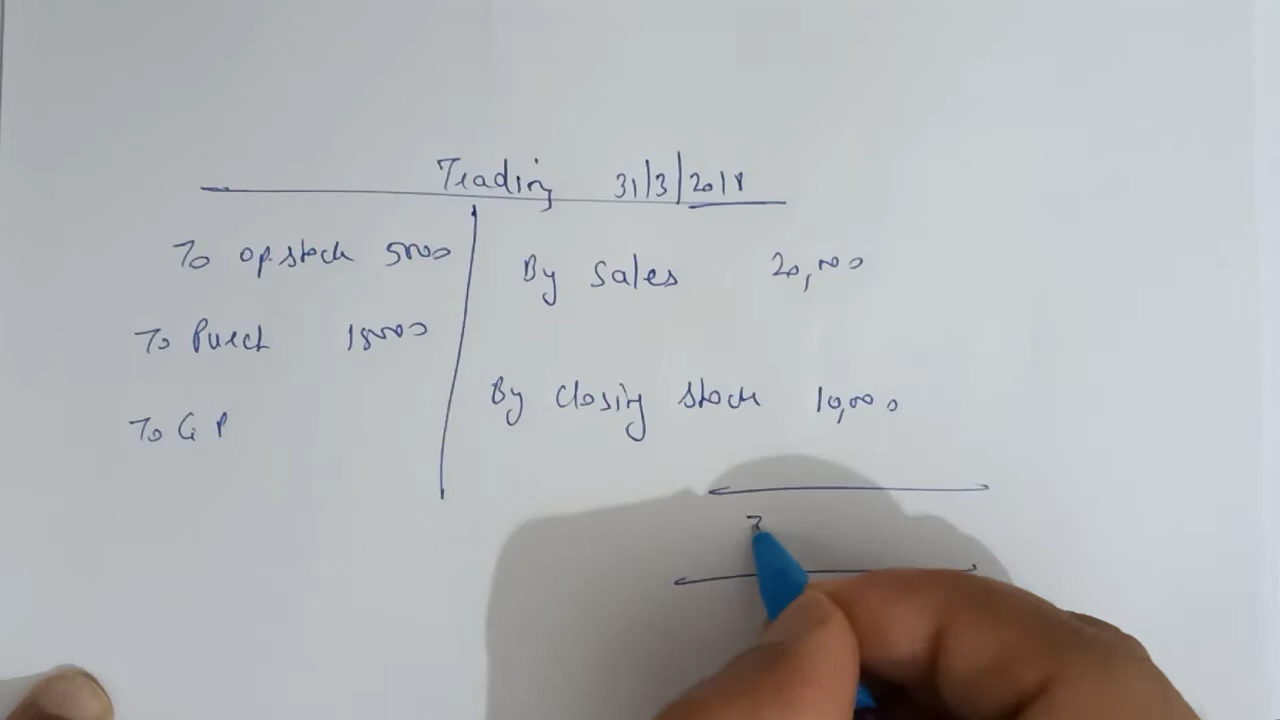 Trading 31/3/2018
To op.stock 5000
By Sales 20,000
To Purch 15000
By closing stock 10,000
To G P